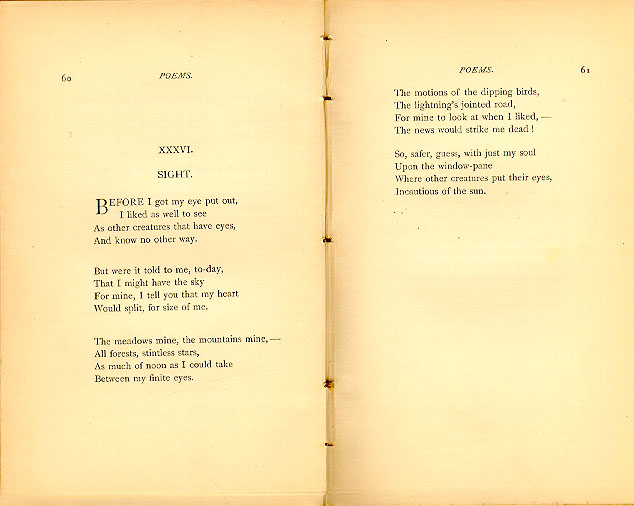 60
POEMS.
XXXVI.
SIGHT.
BEFORE I got my eye put out,
I liked as well to see
As other creatures that have eyes,
And know no other way.
But were it told to me, to-day,
That I might have the sky
For mine, I tell you that my heart
Would split, for size of me.
The meadows mine, the mountains mine, —
All forests, stintless stars,
As much of noon as I could take
Between my finite eyes.
POEMS.
61
The motions of the dipping birds,
The lightning's jointed road,
For mine to look at when I liked, —
The news would strike me dead!
So, safer, guess, with just my soul
Upon the window-pane
Where other creatures put their eyes,
Incautious of the sun.